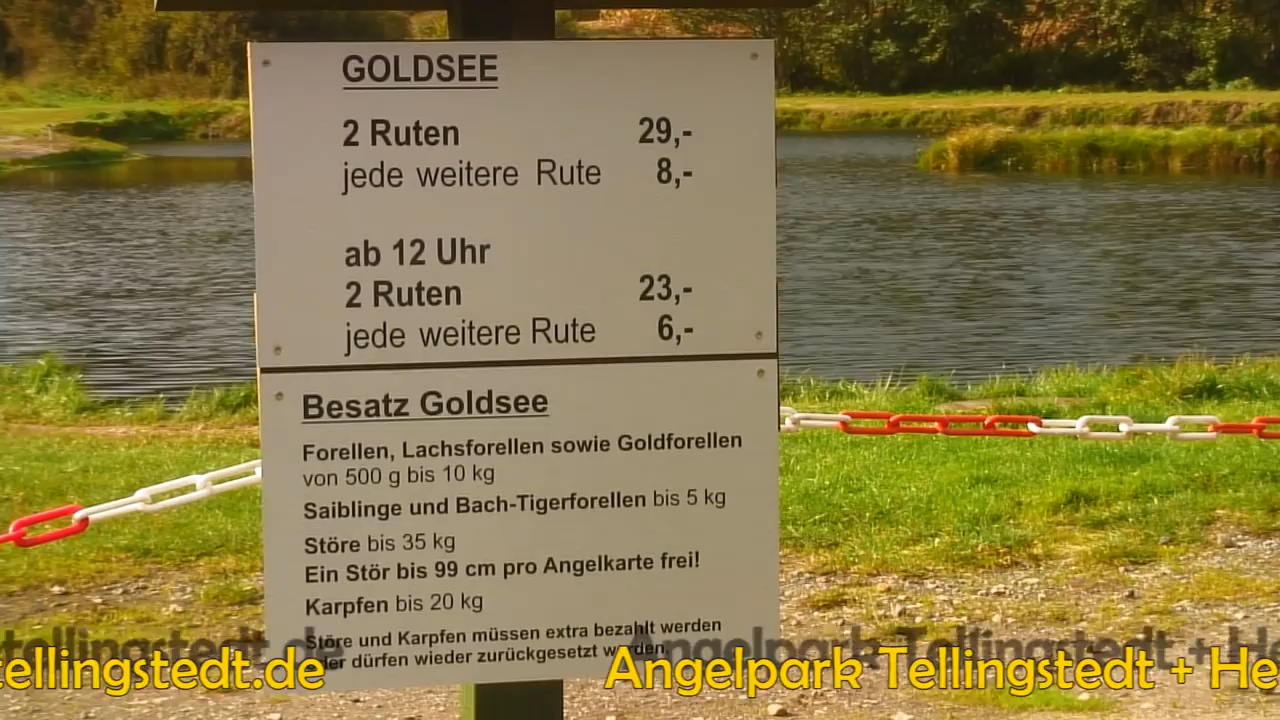 GOLDSEE
2 Ruten 29,-
jede weitere Rute 8,-
ab 12 Uhr
2 Ruten 23,-
jede weitere Rute 6,-
Besatz Goldsee
Forellen, Lachsforellen sowie Goldforellen
von 500 g bis 10 kg
Saiblinge und Bach-Tigerforellen bis 5 kg
Störe bis 35 kg
Ein Stör bis 99 cm pro Angelkarte frei!
Karpfen bis 20 kg
Störe und Karpfen müssen extra bezahlt werden
dürfen wieder zurückgesetzt werden.
tellingstedt.de Angelpark Tellingstedt + He